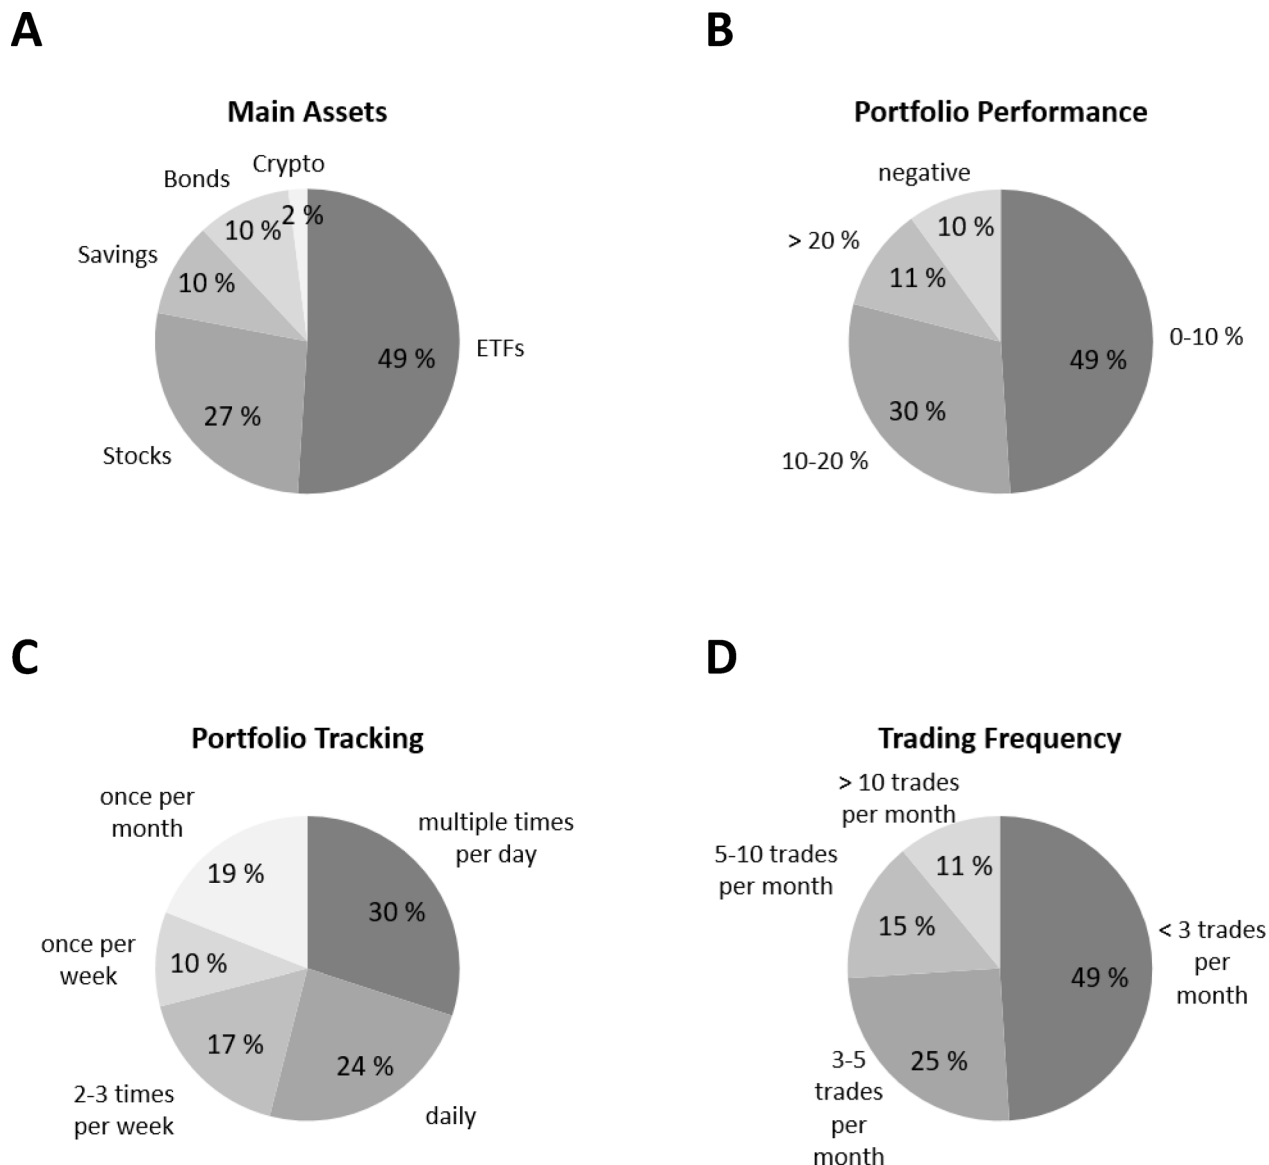 A
Main Assets
Crypto
Bonds
2 %
10 %
Savings
10 %
ETFs
49 %
27 %
Stocks
B
Portfolio Performance
negative
10 %
> 20 %
11 %
0-10 %
49 %
30 %
10-20 %
C
Portfolio Tracking
once per
month
multiple times
per day
19 %
30 %
once per
week
10 %
17 %
24 %
2-3 times
per week
daily
D
Trading Frequency
> 10 trades
per month
5-10 trades
per month
11 %
15 %
< 3 trades
per
month
49 %
3-5
trades
per
month
25 %